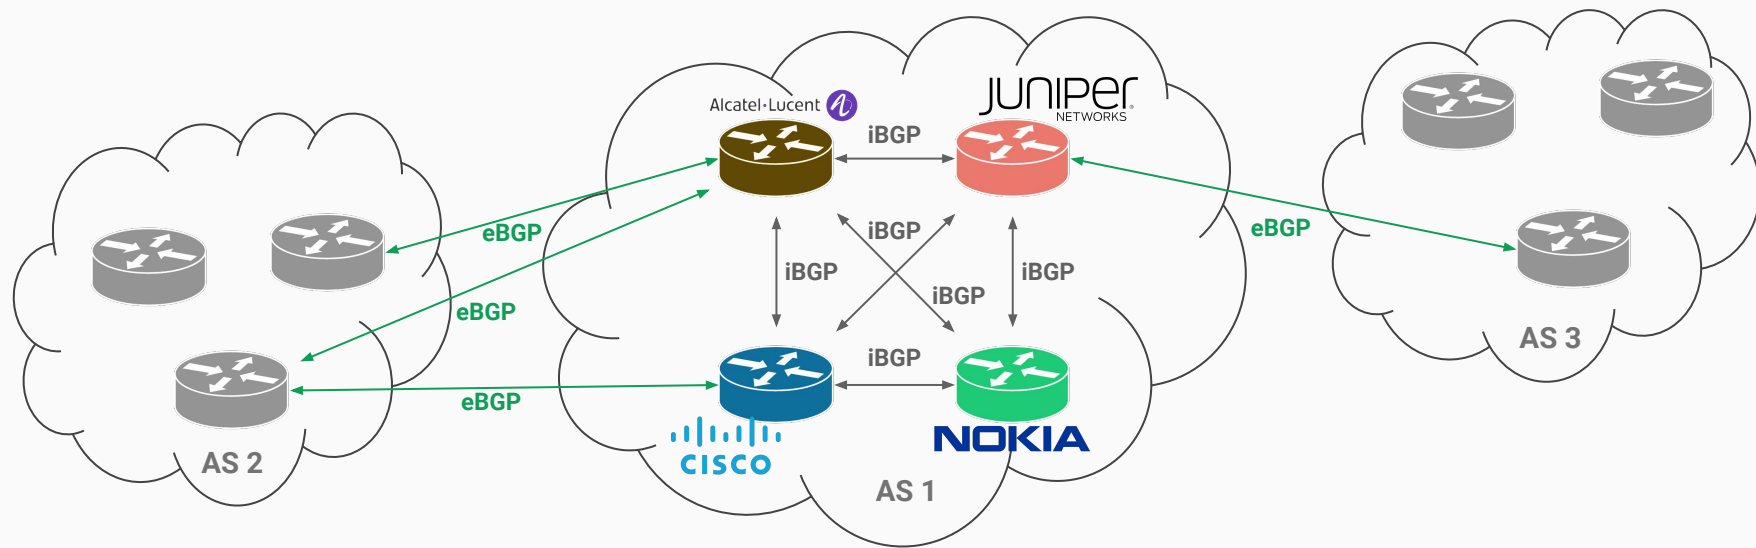 Alcatel·Lucent
JUNIPEr
NETWORKS
iBGP
eBGP
eBGP
iBGP
iBGP
iBGP
iBGP
eBGP
eBGP
iBGP
eBGP
CISCO
NOKIA
AS 2
AS 1
AS 3